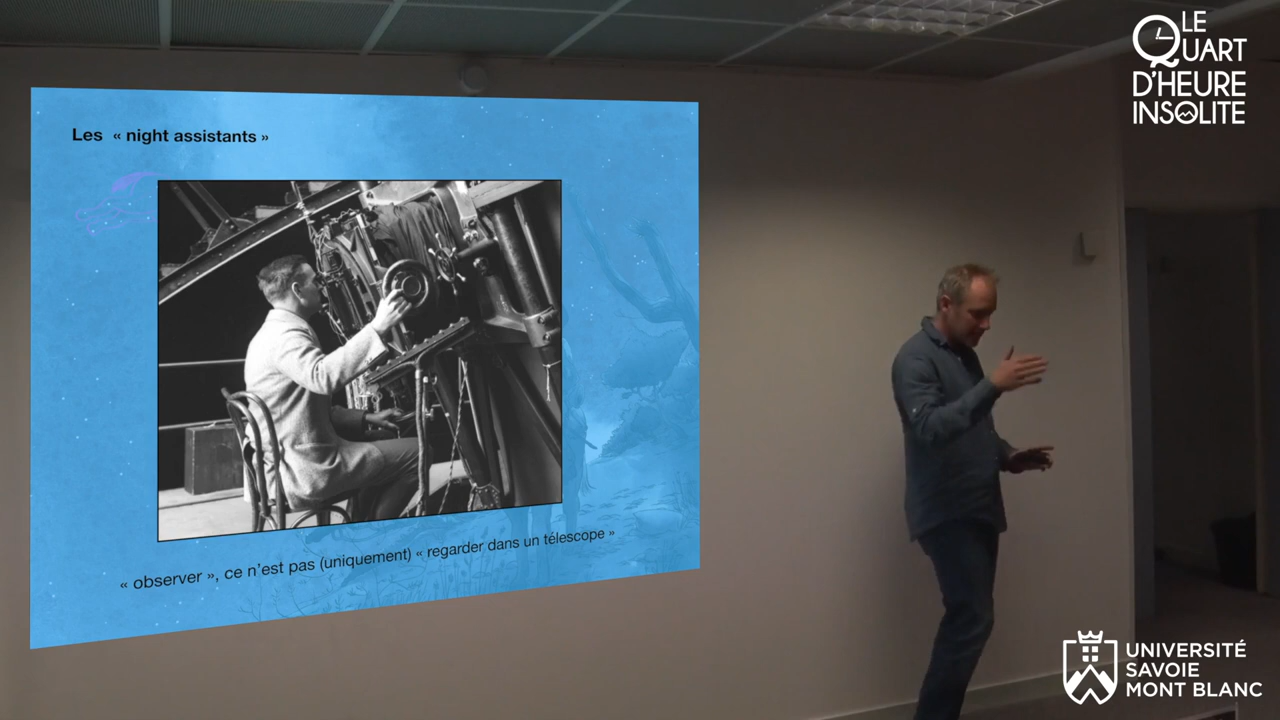 LE
QUART
D'HEURE
INSOLITE
Les « night assistants »
« observer », ce n'est pas (uniquement) « regarder dans un télescope »
UNIVERSITÉ
SAVOIE
MONT BLANC